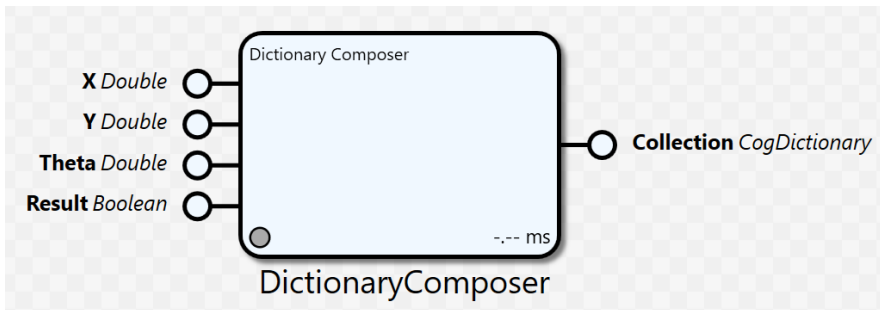 Dictionary Composer
X Double
Y Double
Theta Double
Result Boolean
Collection CogDictionary
-.-- ms
DictionaryComposer